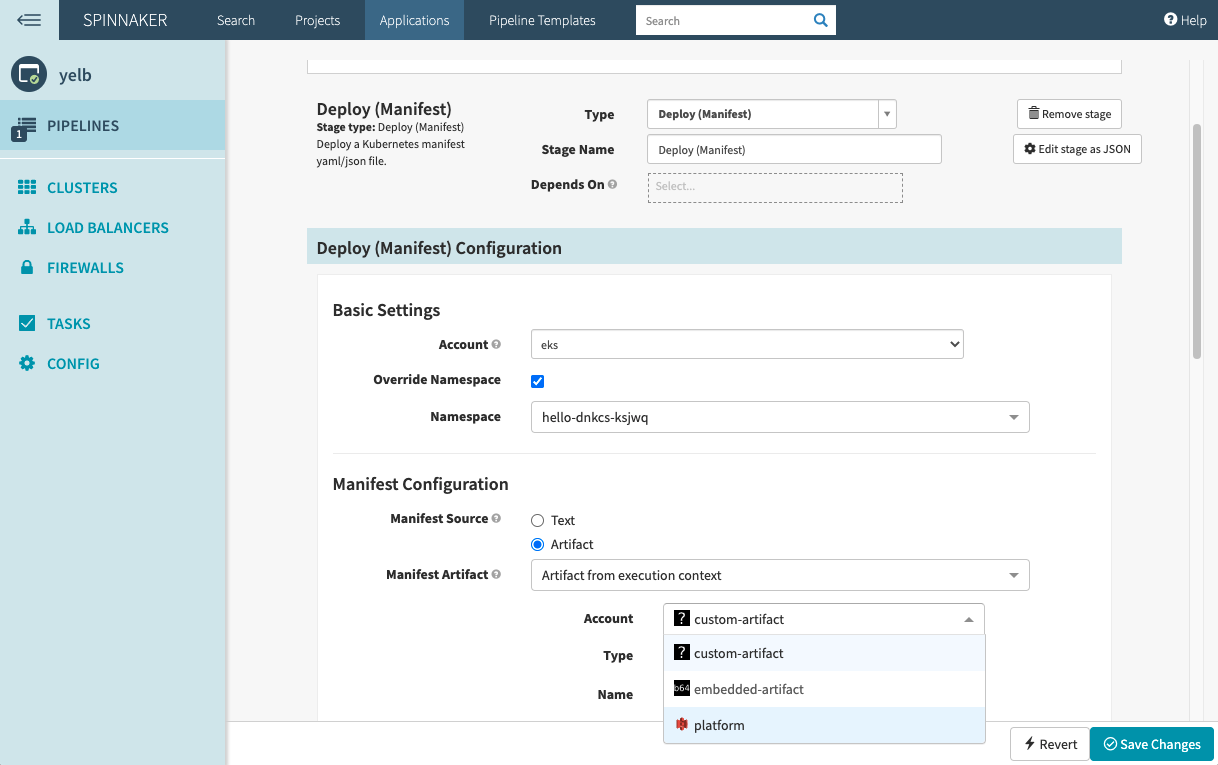 SPINNAKER Search Projects Applications Pipeline Templates Search Help
yelb
PIPELINES
1
CLUSTERS
LOAD BALANCERS
FIREWALLS
TASKS
CONFIG
Deploy (Manifest)
Stage type: Deploy (Manifest)
Deploy a Kubernetes manifest
yaml/json file.
Type Deploy (Manifest)
Stage Name Deploy (Manifest)
Depends On ? Select...
Remove stage
Edit stage as JSON
Deploy (Manifest) Configuration
Basic Settings
Account ? eks
Override Namespace
Namespace hello-dnkcs-ksjwq
Manifest Configuration
Manifest Source ? Text
Artifact
Manifest Artifact ? Artifact from execution context
Account ? custom-artifact
Type ? custom-artifact
b64 embedded-artifact
Name
platform
Revert Save Changes